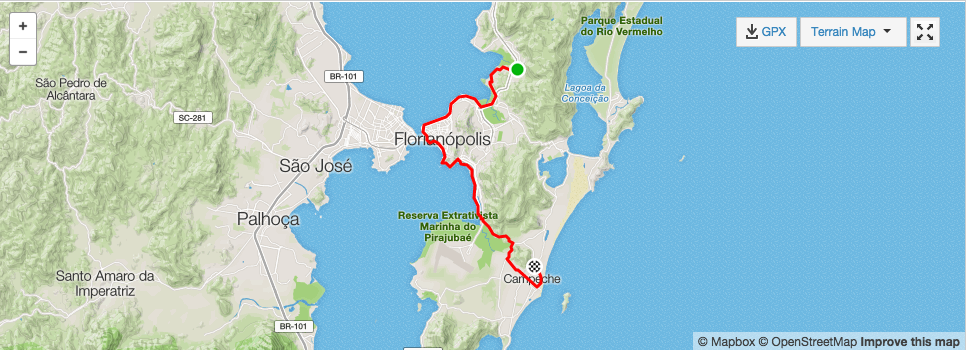 +
−
GPX
Terrain Map
Parque Estadual
do Rio Vermelho
BR-101
São Pedro de
Alcântara
Lagoa da
Conceição
SC-281
Florianópolis
São José
Palhoça
Reserva Extrativista
Marinha do
Pirajubaé
Santo Amaro da
Imperatriz
Campeche
BR-101
© Mapbox © OpenStreetMap Improve this map